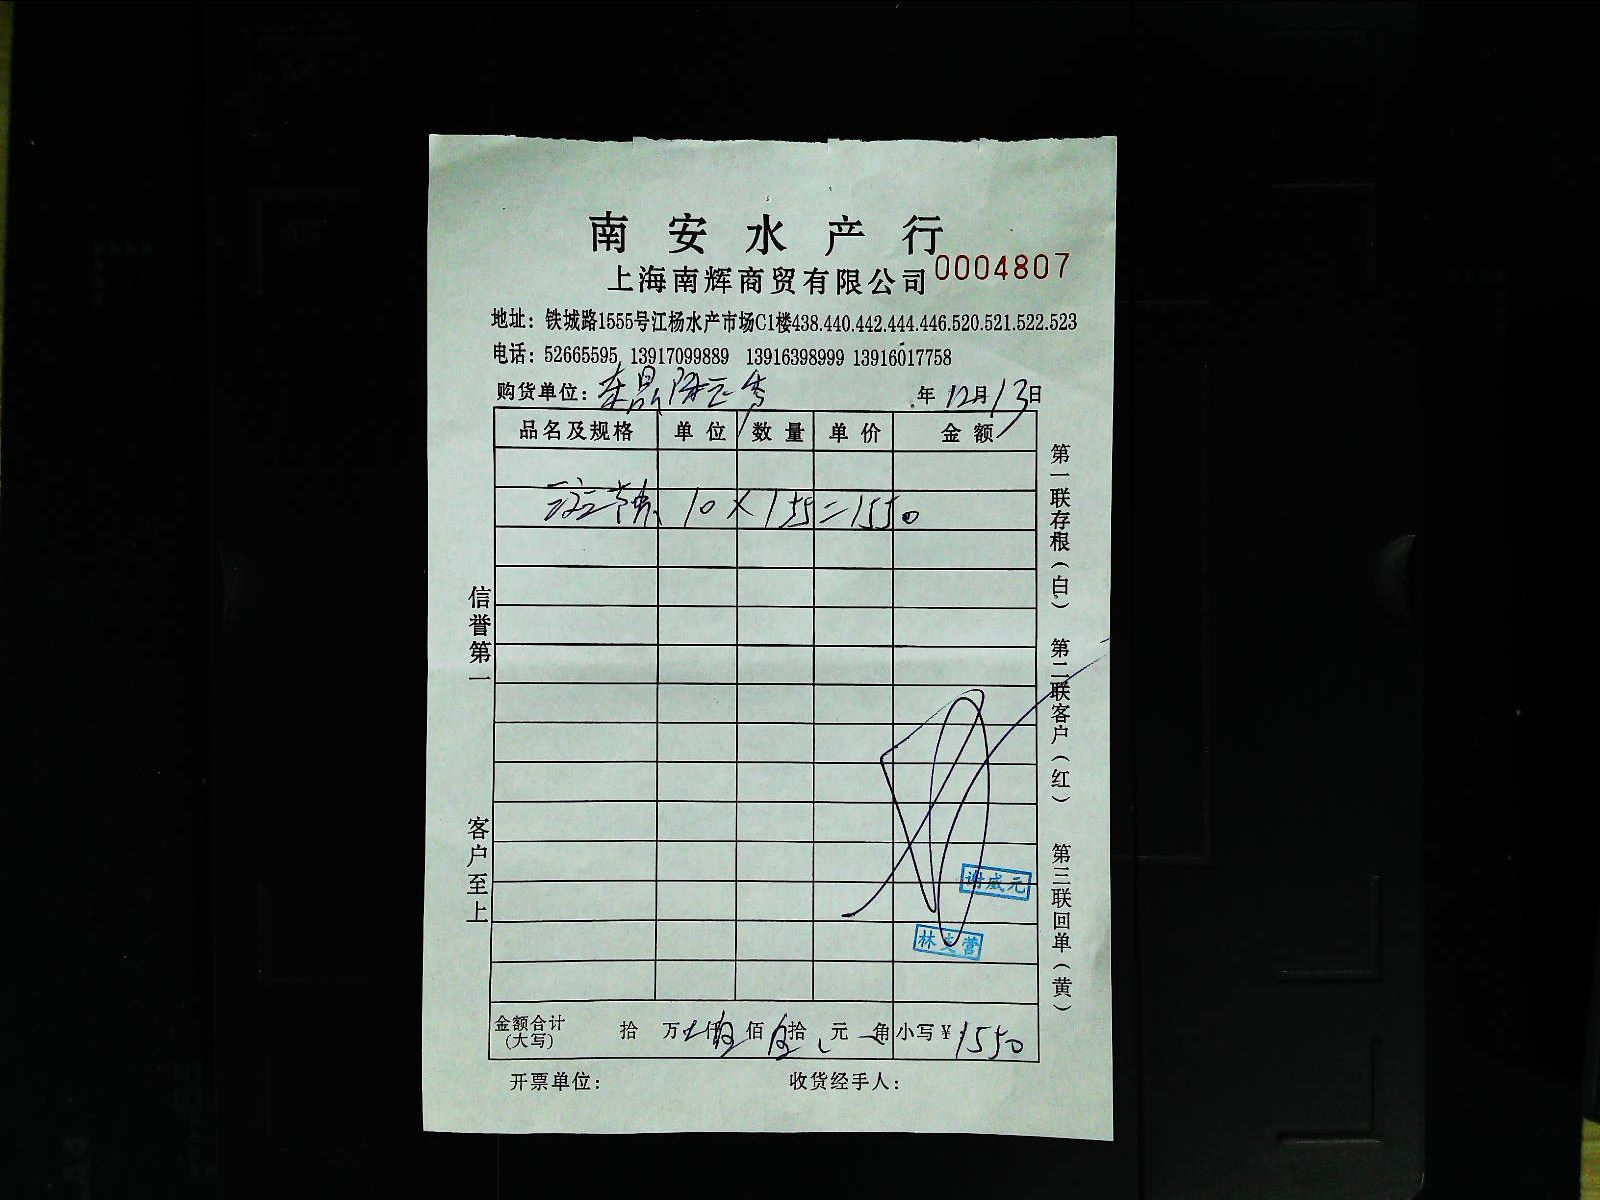 南安水产行
上海南辉商贸有限公司 0004807
地址：铁城路1555号江杨水产市场C1楼438.440.442.444.446.520.521.522.523
电话：52665595 13917099889 13916398999 13916017758
购货单位： 年 12月13日
品名及规格 单位 数量 单价 金额
10 × 155 = 1550
信誉第一
客户至上
第一联存根（白）
第二联客户（红）
第三联回单（黄）
谢威元
林文营
金额合计（大写） 拾 万 仟 佰 拾 元 角 小写¥1550
开票单位： 收货经手人：